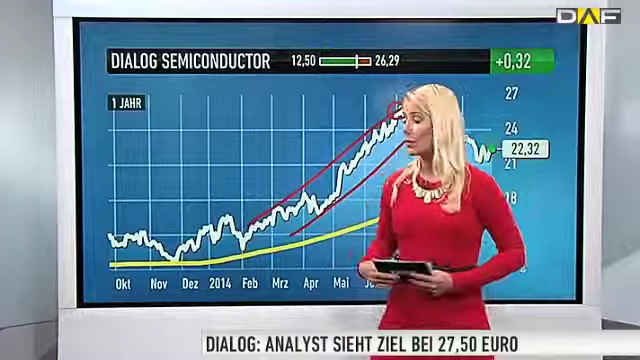 DAF
DIALOG SEMICONDUCTOR 12,50 26,29 +0,32
1 JAHR
27
24
22,32
21
18
Okt Nov Dez 2014 Feb Mrz Apr Mai
DIALOG: ANALYST SIEHT ZIEL BEI 27,50 EURO